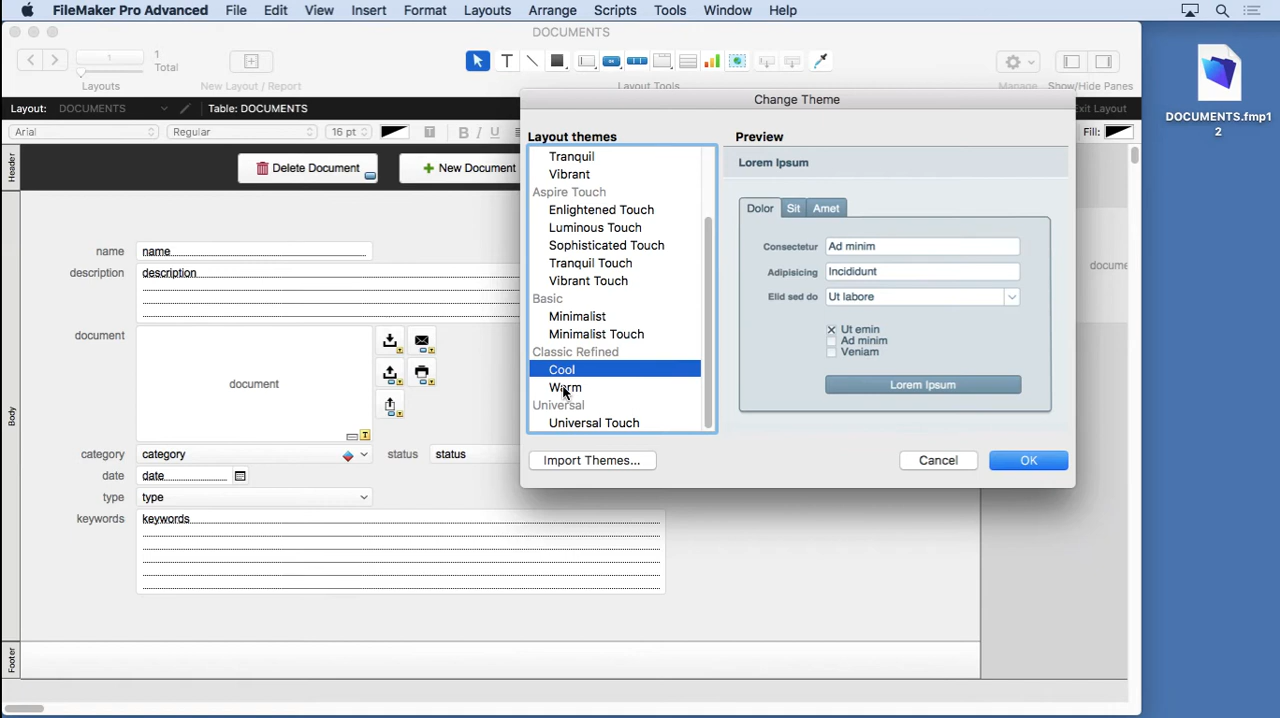 FileMaker Pro Advanced File Edit View Insert Format Layouts Arrange Scripts Tools Window Help
DOCUMENTS
1
1
Total
Layouts
New Layout / Report
Layout Tools
Manage
Show/Hide Panes
Layout: DOCUMENTS
Table: DOCUMENTS
Exit Layout
Arial
Regular
16 pt
T
B I U
Fill:
Header
Delete Document
New Document
Body
name
name
description
description
document
document
T
category
category
status
status
date
date
type
type
keywords
keywords
Footer
docume
Change Theme
Layout themes
Tranquil
Vibrant
Aspire Touch
Enlightened Touch
Luminous Touch
Sophisticated Touch
Tranquil Touch
Vibrant Touch
Basic
Minimalist
Minimalist Touch
Classic Refined
Cool
Warm
Universal
Universal Touch
Import Themes...
Preview
Lorem Ipsum
Dolor Sit Amet
Consectetur Ad minim
Adipisicing Incididunt
Elid sed do Ut labore
Ut emin
Ad minim
Veniam
Lorem Ipsum
Cancel
OK
DOCUMENTS.fmp1
2